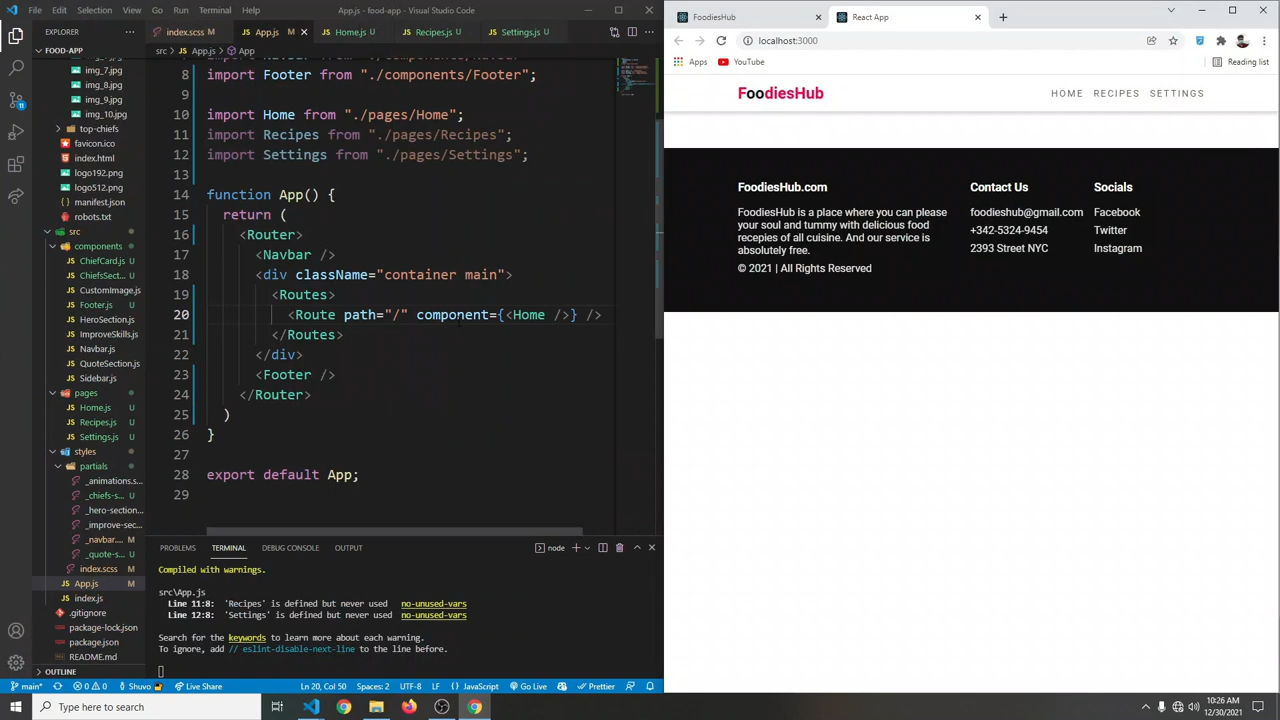 File Edit Selection View Go Run Terminal Help App.js - food-app - Visual Studio Code
EXPLORER
FOOD-APP
img_7.jpg
img_8.jpg
img_9.jpg
img_10.jpg
top-chiefs
favicon.ico
index.html
logo192.png
logo512.png
manifest.json
robots.txt
src
components
ChiefCard.js U
ChiefsSect... U
CustomImage.js U
Footer.js U
HeroSection.js U
ImproveSkills.js U
Navbar.js U
QuoteSection.js U
Sidebar.js U
pages
Home.js U
Recipes.js U
Settings.js U
styles
partials
_animations.s...
_chiefs-s... U
_hero-section...
_improve-sec...
_navbar.... M
_quote-s... U
index.scss M
App.js M
index.js
.gitignore
package-lock.json
package.json
README.md
OUTLINE
11
index.scss M App.js M Home.js U Recipes.js U Settings.js U
src > App.js > App
8 import Footer from "./components/Footer";
9
10 import Home from "./pages/Home";
11 import Recipes from "./pages/Recipes";
12 import Settings from "./pages/Settings";
13
14 function App() {
15 return (
16 <Router>
17 <Navbar />
18 <div className="container main">
19 <Routes>
20 <Route path="/" component={<Home />} />
21 </Routes>
22 </div>
23 <Footer />
24 </Router>
25 )
26 }
27
28 export default App;
29
PROBLEMS TERMINAL DEBUG CONSOLE OUTPUT node
Compiled with warnings.
src\App.js
Line 11:8: 'Recipes' is defined but never used no-unused-vars
Line 12:8: 'Settings' is defined but never used no-unused-vars
Search for the keywords to learn more about each warning.
To ignore, add // eslint-disable-next-line to the line before.
main* 0 0 Shuvo Live Share Ln 20, Col 50 Spaces: 2 UTF-8 LF {} JavaScript Go Live Prettier
FoodiesHub React App
localhost:3000
Apps YouTube Reading list
FoodiesHub HOME RECIPES SETTINGS
FoodiesHub.com
FoodiesHub is a place where you can please
your soul and tummy with delicious food
recepies of all cuisine. And our service is
absolutely free.
© 2021 | All Rights Reserved
Contact Us
foodieshub@gmail.com
+342-5324-9454
2393 Street NYC
Socials
Facebook
Twitter
Instagram
Type here to search
10:26 AM
12/30/2021